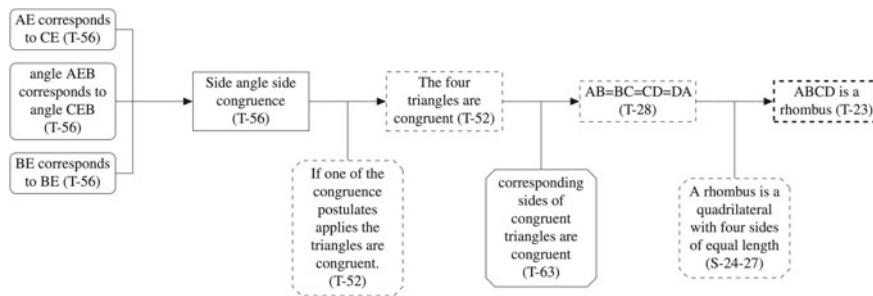 AE corresponds
to CE (T-56)
angle AEB
corresponds to
angle CEB
(T-56)
BE corresponds
to BE (T-56)
Side angle side
congruence
(T-56)
If one of the
congruence
postulates
applies the
triangles are
congruent.
(T-52)
The four
triangles are
congruent (T-52)
corresponding
sides of
congruent
triangles are
congruent
(T-63)
AB=BC=CD=DA
(T-28)
A rhombus is a
quadrilateral
with four sides
of equal length
(S-24-27)
ABCD is a
rhombus (T-23)